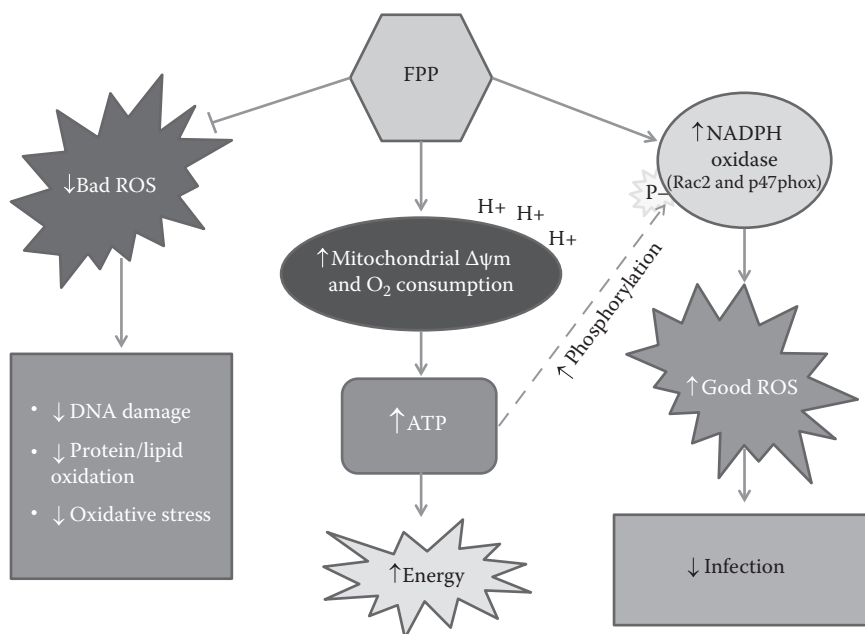 FPP
↓Bad ROS
↑NADPH
oxidase
(Rac2 and p47phox)
P–
H+
H+
H+
↑Mitochondrial Δψm
and O₂ consumption
↑ Phosphorylation
• ↓ DNA damage
• ↓ Protein/lipid
oxidation
• ↓ Oxidative stress
↑ATP
↑Good ROS
↑Energy
↓ Infection